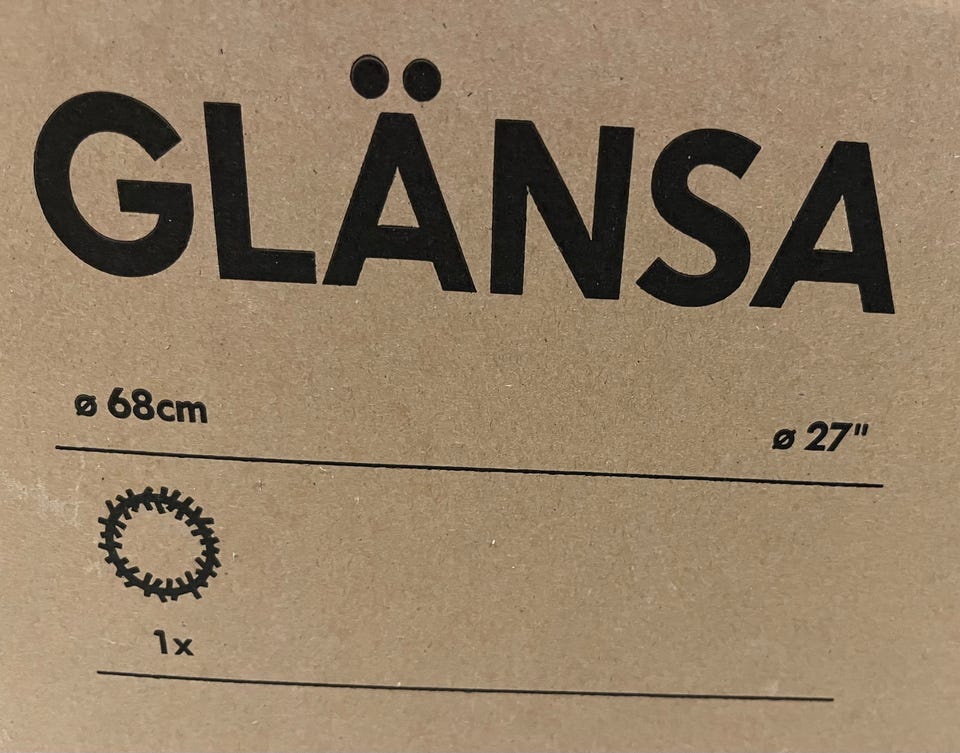 GLÄNSA
ø 68cm
ø 27"
1x